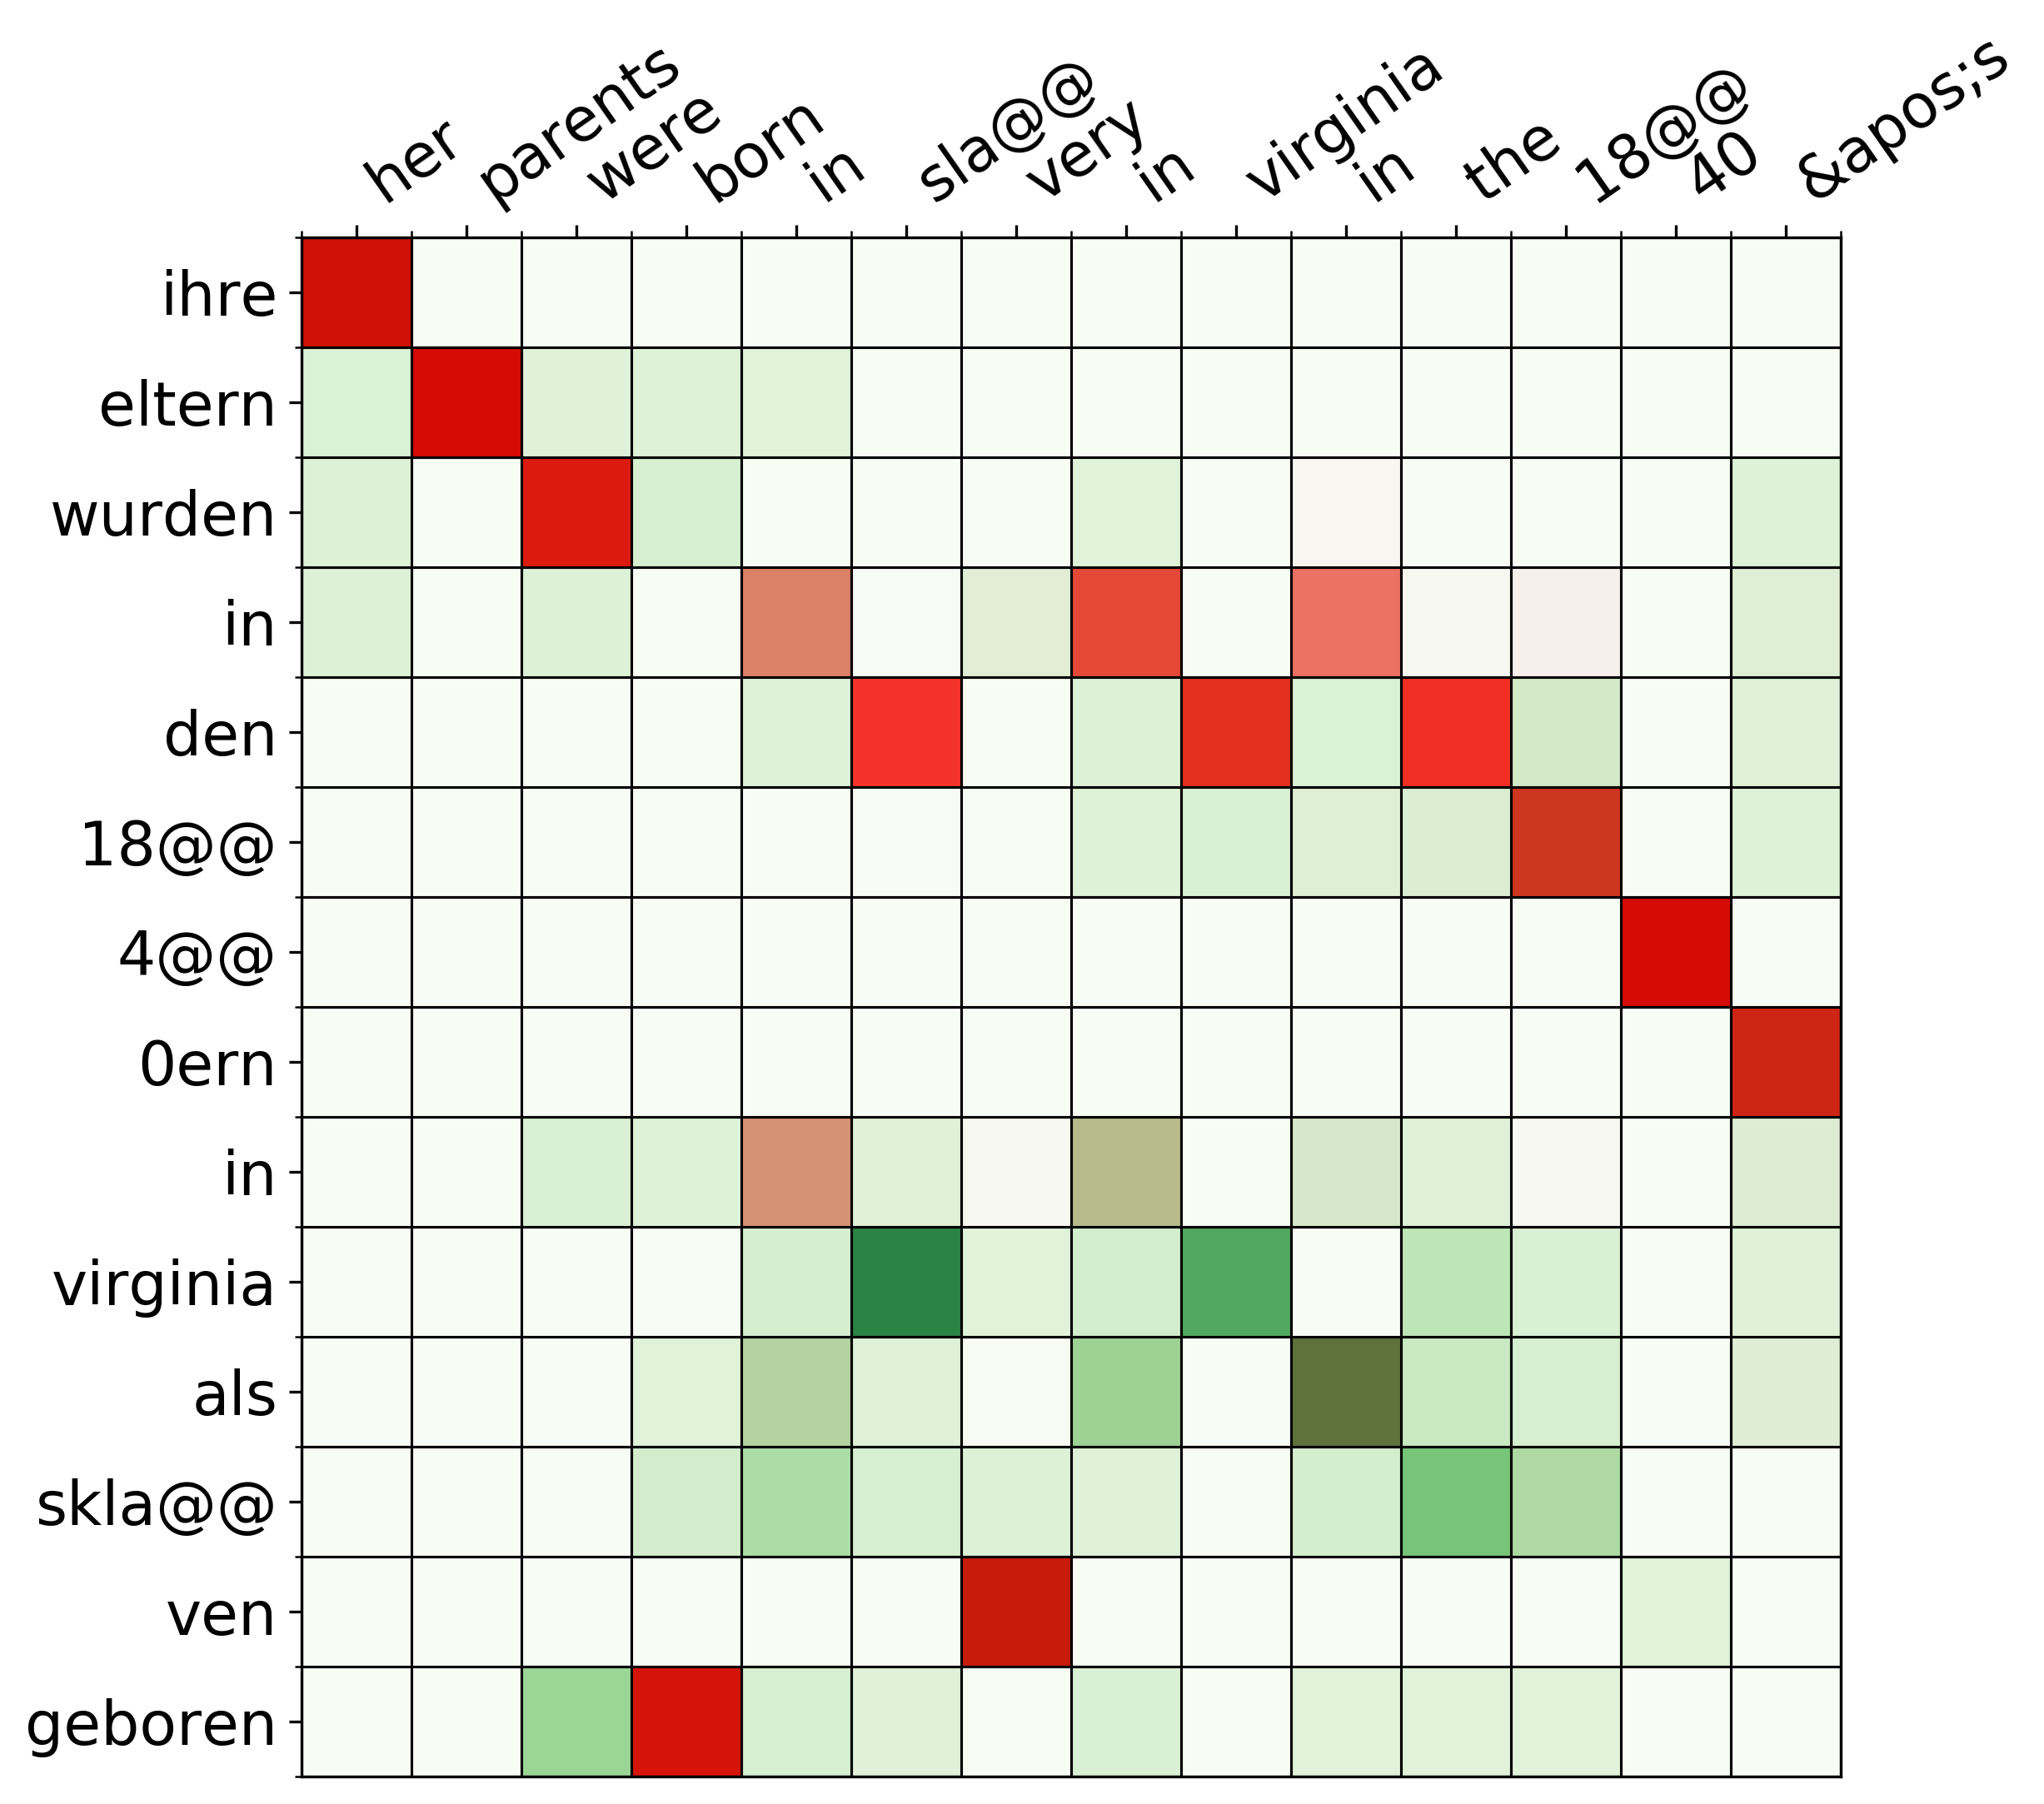 her
parents
were
born
in
sla@@
very
in
virginia
in
the
18@@
40
&apos;s
ihre
eltern
wurden
in
den
18@@
4@@
0ern
in
virginia
als
skla@@
ven
geboren